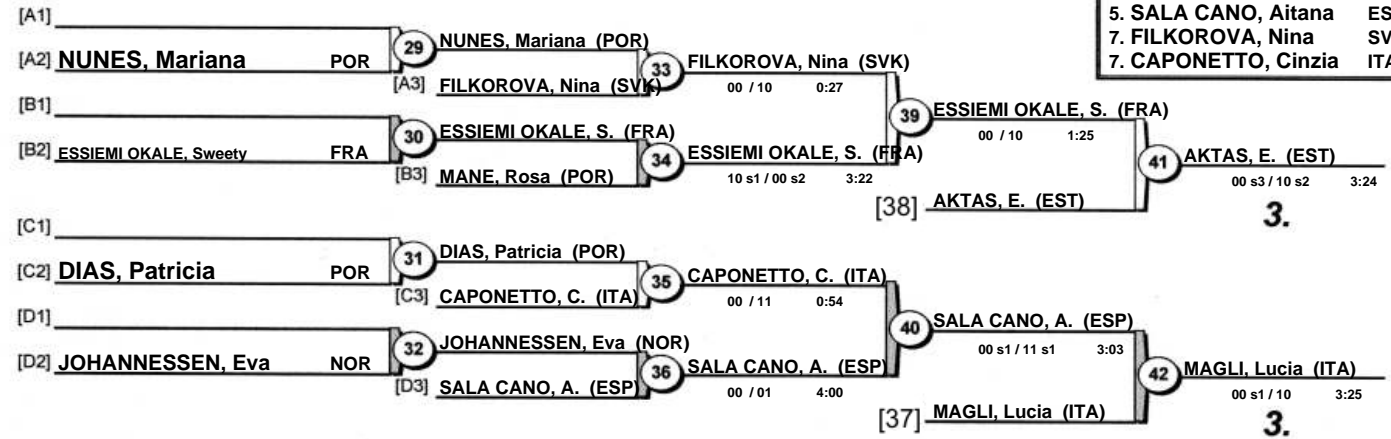 5. SALA CANO, Aitana ES
7. FILKOROVA, Nina SV
7. CAPONETTO, Cinzia ITA
[A1]
[A2] NUNES, Mariana POR
29
NUNES, Mariana (POR)
[A3] FILKOROVA, Nina (SVK)
33
FILKOROVA, Nina (SVK)
00 / 10 0:27
[B1]
[B2] ESSIEMI OKALE, Sweety FRA
30
ESSIEMI OKALE, S. (FRA)
[B3] MANE, Rosa (POR)
34
ESSIEMI OKALE, S. (FRA)
10 s1 / 00 s2 3:22
39
ESSIEMI OKALE, S. (FRA)
00 / 10 1:25
[38] AKTAS, E. (EST)
41
AKTAS, E. (EST)
00 s3 / 10 s2 3:24
3.
[C1]
[C2] DIAS, Patricia POR
31
DIAS, Patricia (POR)
[C3] CAPONETTO, C. (ITA)
35
CAPONETTO, C. (ITA)
00 / 11 0:54
[D1]
[D2] JOHANNESSEN, Eva NOR
32
JOHANNESSEN, Eva (NOR)
[D3] SALA CANO, A. (ESP)
36
SALA CANO, A. (ESP)
00 / 01 4:00
40
SALA CANO, A. (ESP)
00 s1 / 11 s1 3:03
[37] MAGLI, Lucia (ITA)
42
MAGLI, Lucia (ITA)
00 s1 / 10 3:25
3.